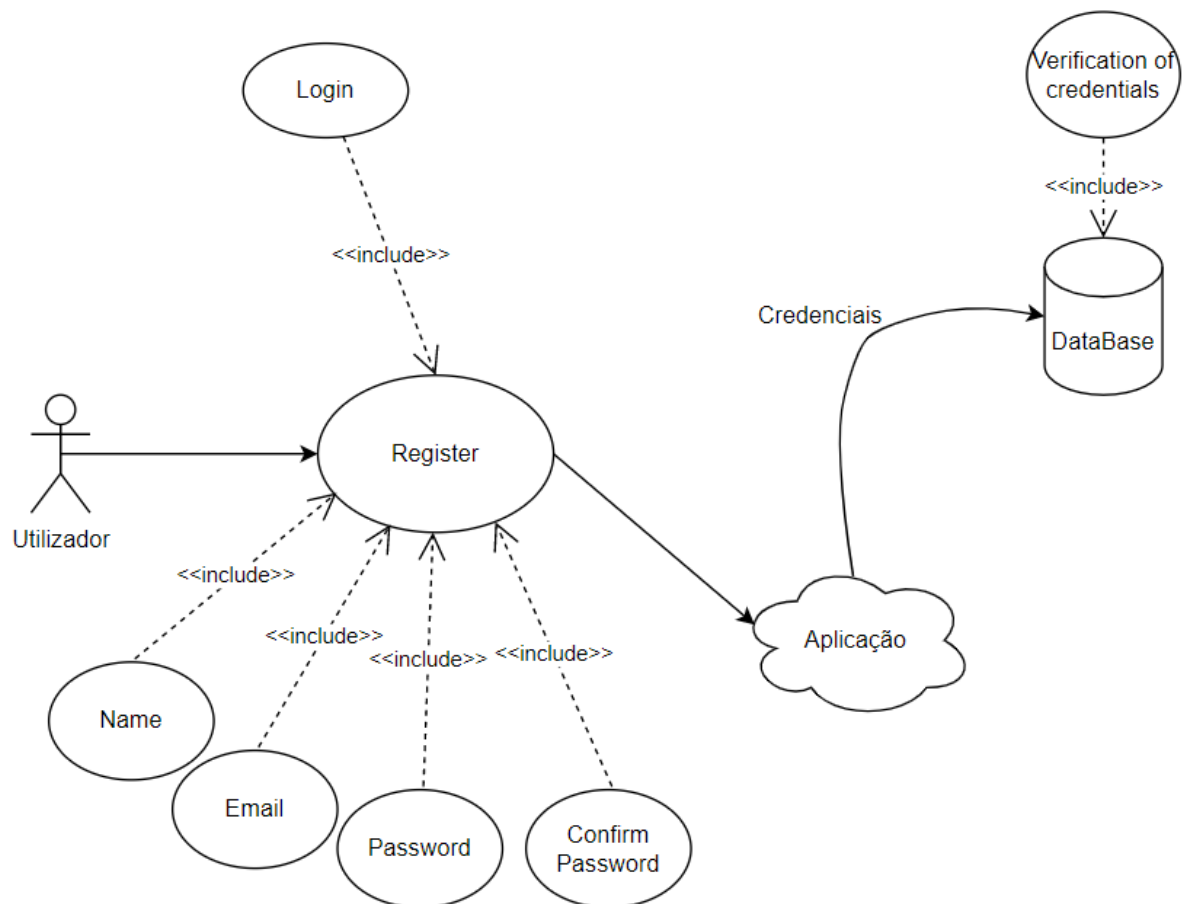 Verification of
credentials
Login
<<include>>
<<include>>
Credenciais
DataBase
Register
Utilizador
<<include>>
<<include>>
<<include>>
<<include>>
Aplicação
Name
Email
Password
Confirm
Password